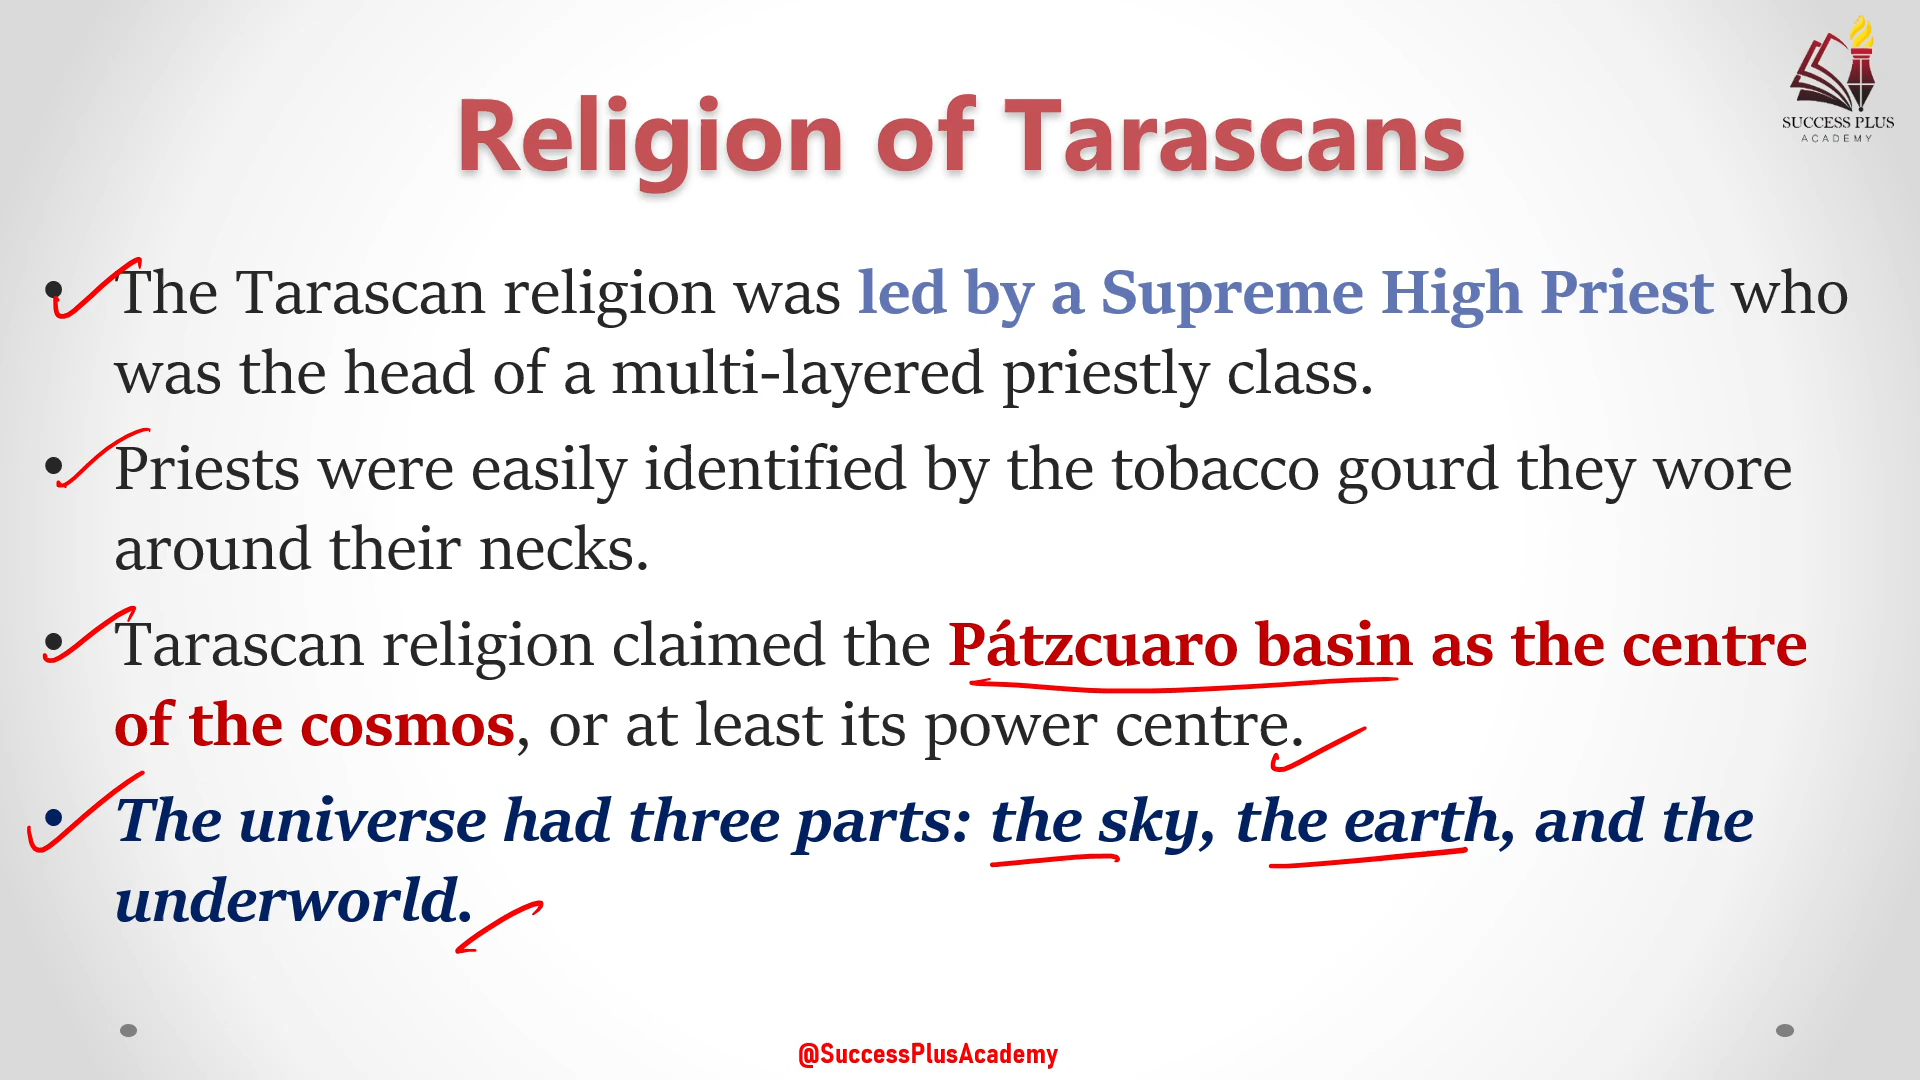 SUCCESS PLUS
ACADEMY
Religion of Tarascans
• The Tarascan religion was led by a Supreme High Priest who
was the head of a multi-layered priestly class.
• Priests were easily identified by the tobacco gourd they wore
around their necks.
• Tarascan religion claimed the Pátzcuaro basin as the centre
of the cosmos, or at least its power centre.
• The universe had three parts: the sky, the earth, and the
underworld.
@SuccessPlusAcademy